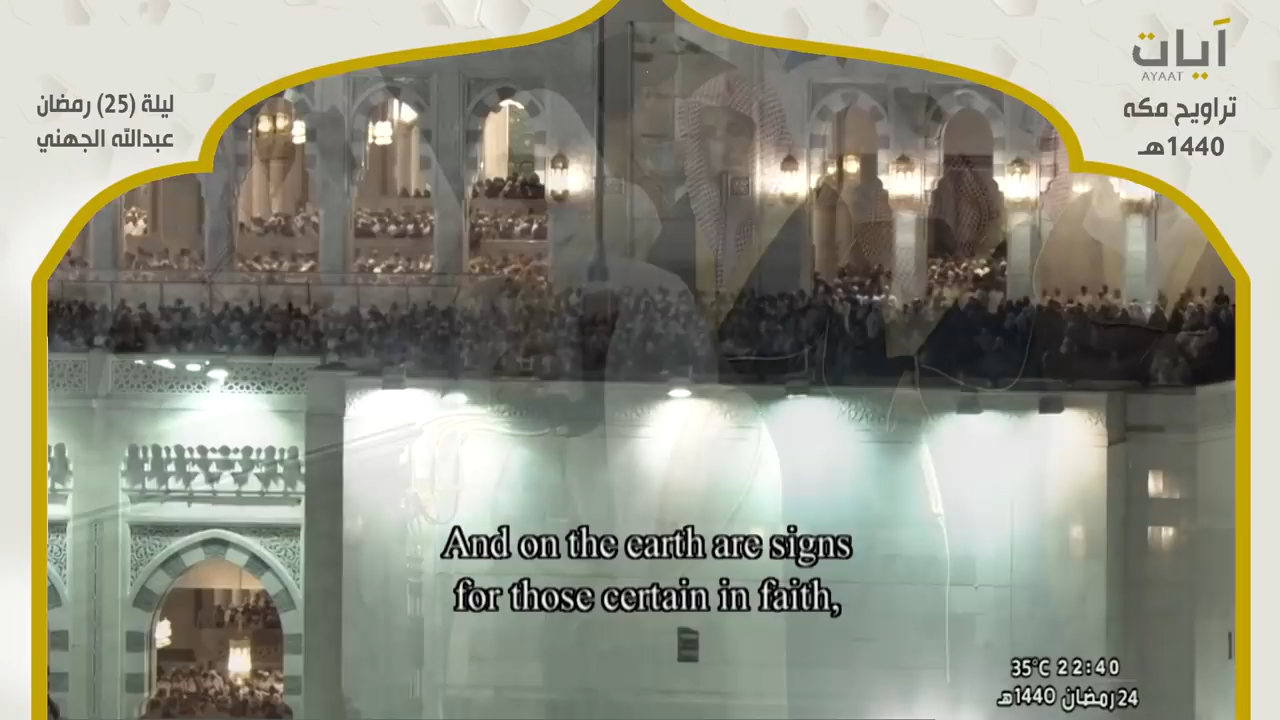 آيات
AYAAT
تراويح مكه
1440هـ
ليلة (25) رمضان
عبدالله الجهني
And on the earth are signs
for those certain in faith,
35°C 22:40
24 رمضان 1440هـ